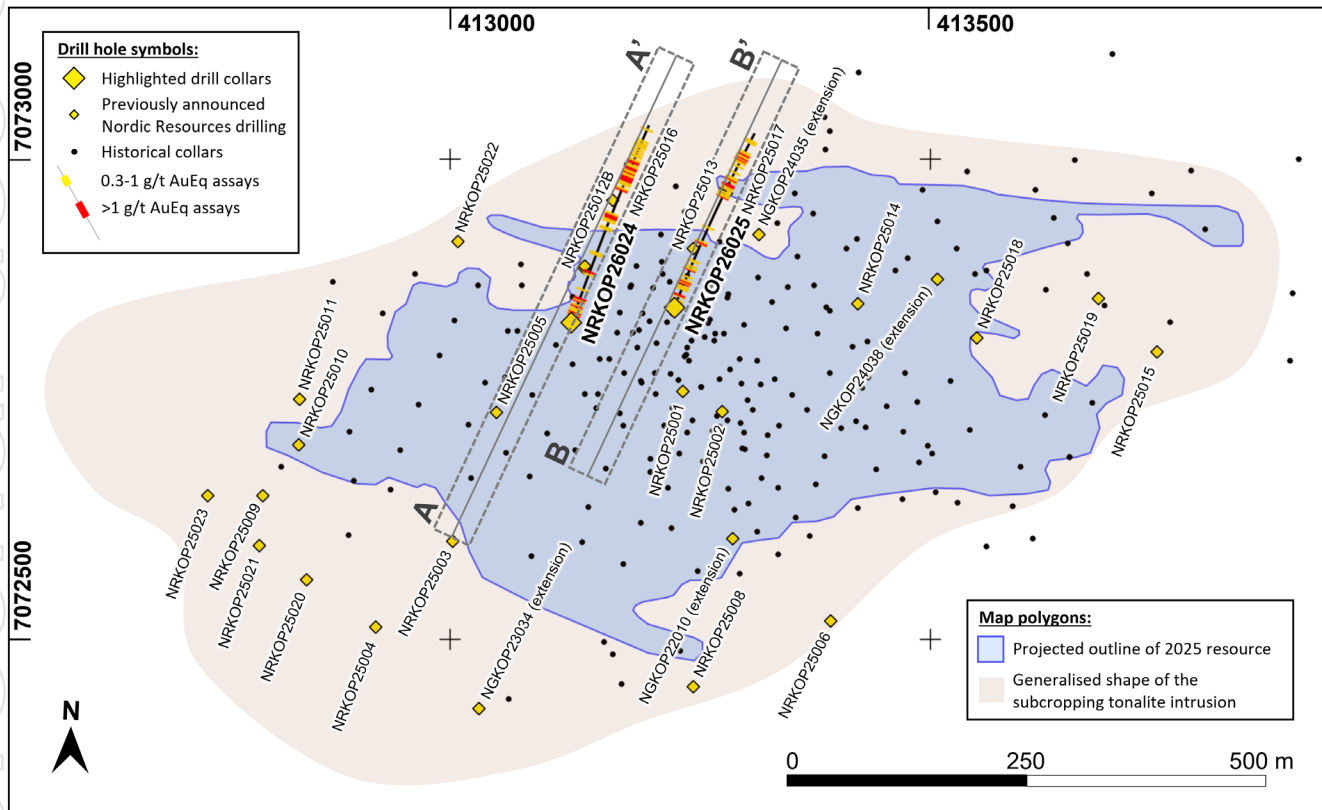 413000
413500
7073000
7072500
Drill hole symbols:
Highlighted drill collars
Previously announced
Nordic Resources drilling
Historical collars
0.3-1 g/t AuEq assays
>1 g/t AuEq assays
A'
B'
NRKOP25022
NRKOP25012B
NRKOP25016
NRKOP26024
NRKOP25013
NRKOP25017
NGKOP24035 (extension)
NRKOP26025
NRKOP25014
NGKOP24038 (extension)
NRKOP25018
NRKOP25019
NRKOP25015
NRKOP25011
NRKOP25010
NRKOP25005
NRKOP25001
NRKOP25002
B
A
NRKOP25023
NRKOP25009
NRKOP25021
NRKOP25020
NRKOP25004
NRKOP25003
NGKOP23034 (extension)
NGKOP22010 (extension)
NRKOP25008
NRKOP25006
Map polygons:
Projected outline of 2025 resource
Generalised shape of the
subcropping tonalite intrusion
N
0
250
500 m